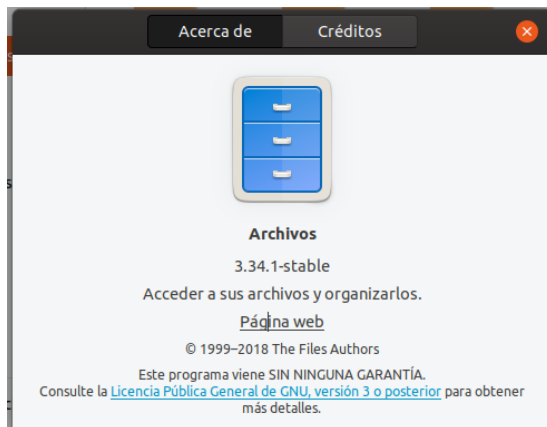 Acerca de
Créditos
Archivos
3.34.1-stable
Acceder a sus archivos y organizarlos.
Página web
© 1999–2018 The Files Authors
Este programa viene SIN NINGUNA GARANTÍA.
Consulte la Licencia Pública General de GNU, versión 3 o posterior para obtener
más detalles.